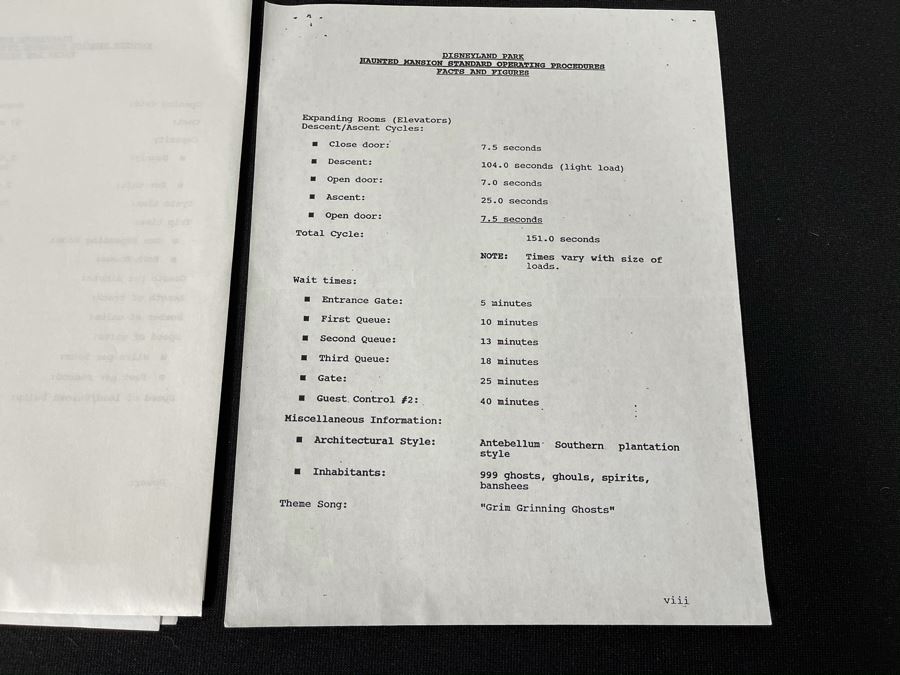 DISNEYLAND PARK
HAUNTED MANSION STANDARD OPERATING PROCEDURES
FACTS AND FIGURES
Expanding Rooms (Elevators)
Descent/Ascent Cycles:
■ Close door: 7.5 seconds
■ Descent: 104.0 seconds (light load)
■ Open door: 7.0 seconds
■ Ascent: 25.0 seconds
■ Open door: 7.5 seconds
Total Cycle: 151.0 seconds
NOTE: Times vary with size of
loads.
Wait times:
■ Entrance Gate: 5 minutes
■ First Queue: 10 minutes
■ Second Queue: 13 minutes
■ Third Queue: 18 minutes
■ Gate: 25 minutes
■ Guest Control #2: 40 minutes
Miscellaneous Information:
■ Architectural Style: Antebellum Southern plantation
style
■ Inhabitants: 999 ghosts, ghouls, spirits,
banshees
Theme Song: "Grim Grinning Ghosts"
viii